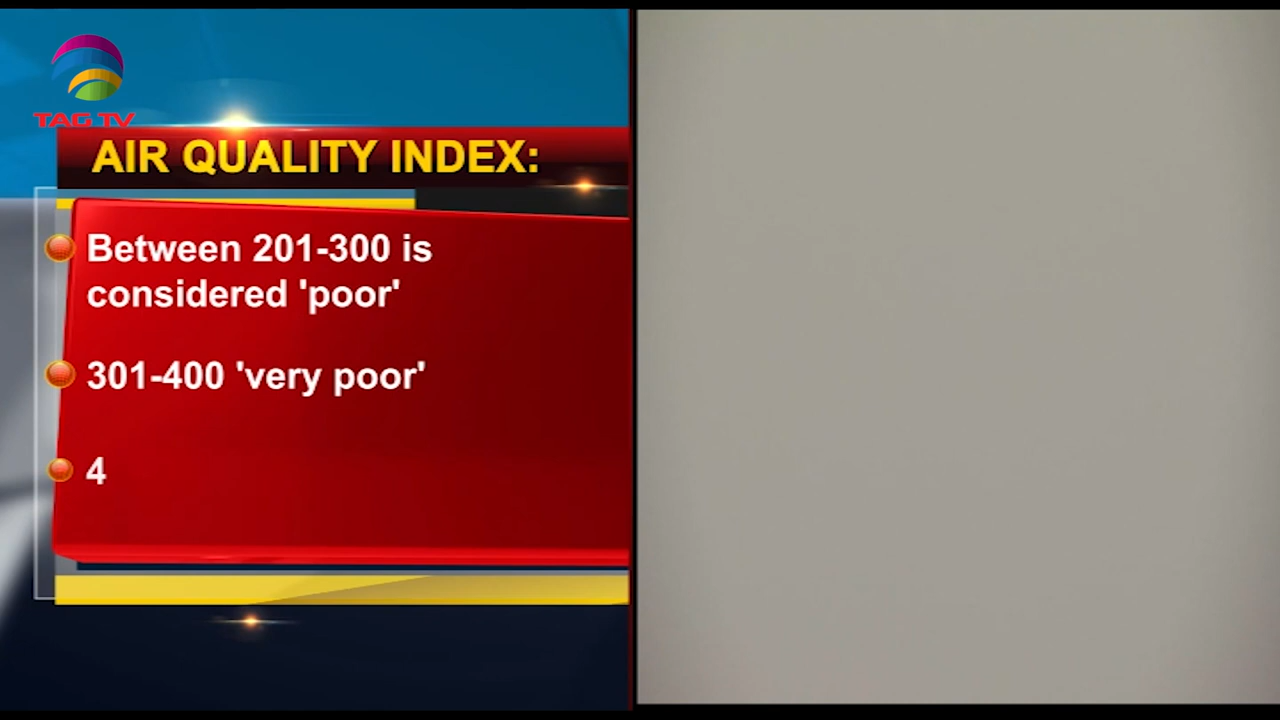 TAG TV
AIR QUALITY INDEX:
Between 201-300 is
considered 'poor'
301-400 'very poor'
4